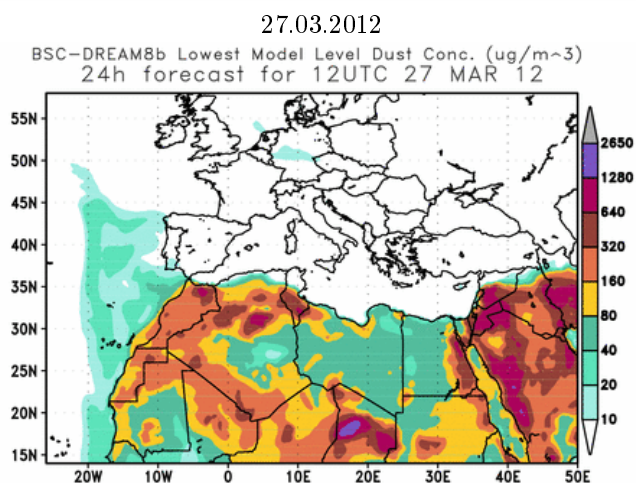 27.03.2012
BSC-DREAM8b Lowest Model Level Dust Conc. (ug/m^3)
24h forecast for 12UTC 27 MAR 12
55N
50N
45N
40N
35N
30N
25N
20N
15N
20W
10W
0
10E
20E
30E
40E
50E
2650
1280
640
320
160
80
40
20
10